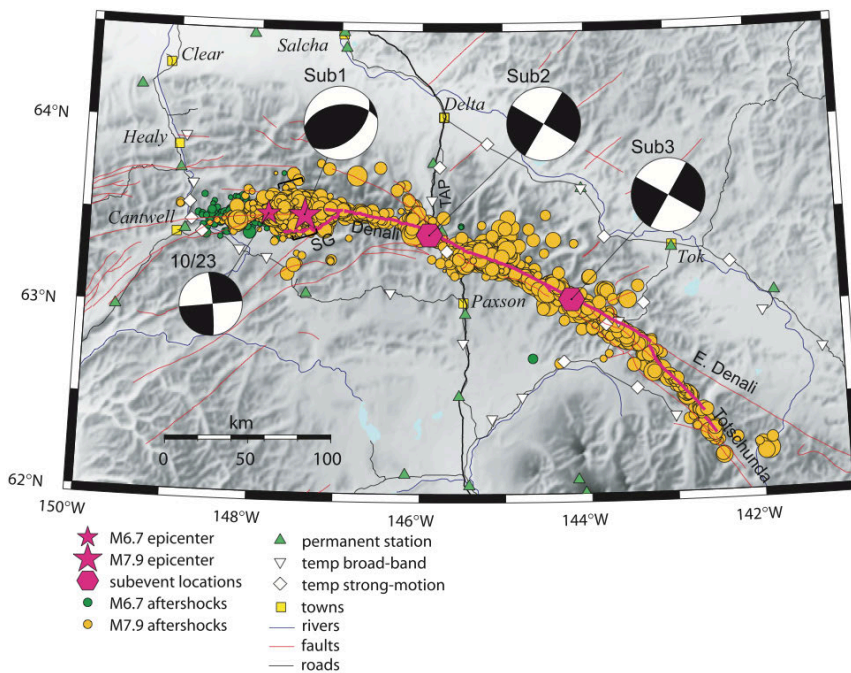 Clear
Salcha
Sub1
Sub2
64°N
Delta
Healy
Sub3
TAP
Cantwell
SG
Denali
10/23
Tok
63°N
Paxson
E. Denali
km
Totschunda
0 50 100
62°N
150°W
148°W
146°W
144°W
142°W
M6.7 epicenter
M7.9 epicenter
subevent locations
M6.7 aftershocks
M7.9 aftershocks
permanent station
temp broad-band
temp strong-motion
towns
rivers
faults
roads